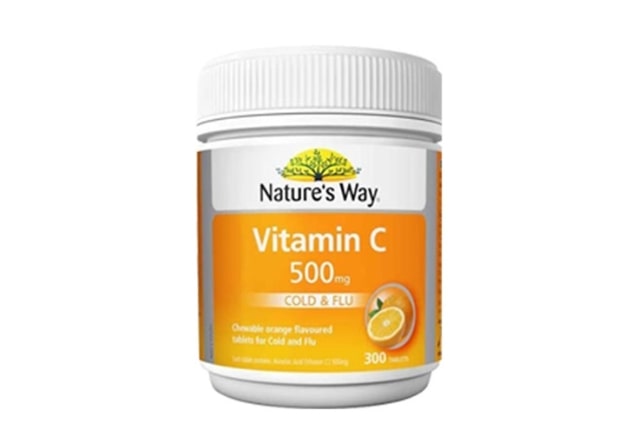 Nature's Way
Vitamin C
500mg
COLD & FLU
Chewable orange flavoured
tablets for Cold and Flu
300 TABLETS